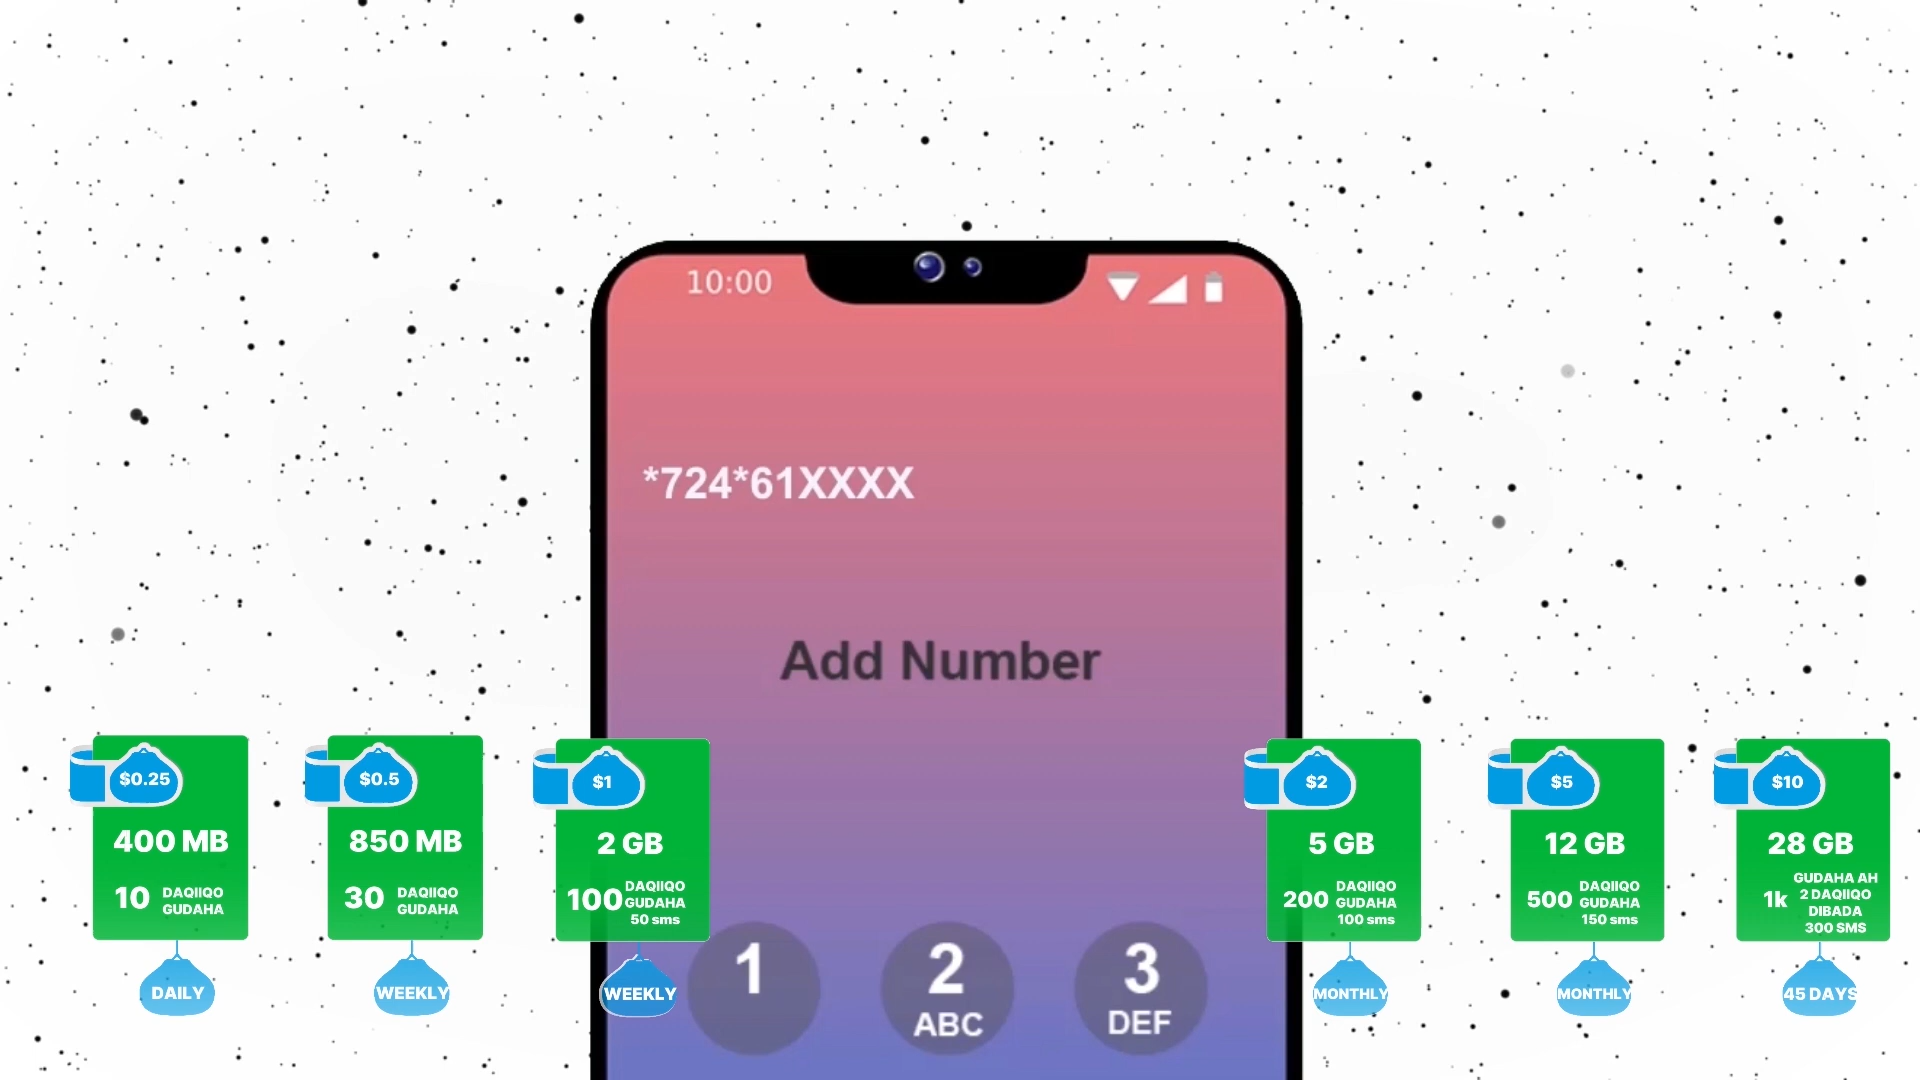 10:00
*724*61XXXX
Add Number
$0.25
400 MB
10 DAQIIQO
GUDAHA
DAILY
$0.5
850 MB
30 DAQIIQO
GUDAHA
WEEKLY
$1
2 GB
100 DAQIIQO
GUDAHA
50 sms
WEEKLY
1
2
ABC
3
DEF
$2
5 GB
200 DAQIIQO
GUDAHA
100 sms
MONTHLY
$5
12 GB
500 DAQIIQO
GUDAHA
150 sms
MONTHLY
$10
28 GB
1k GUDAHA AH
2 DAQIIQO
DIBADA
300 SMS
45 DAYS